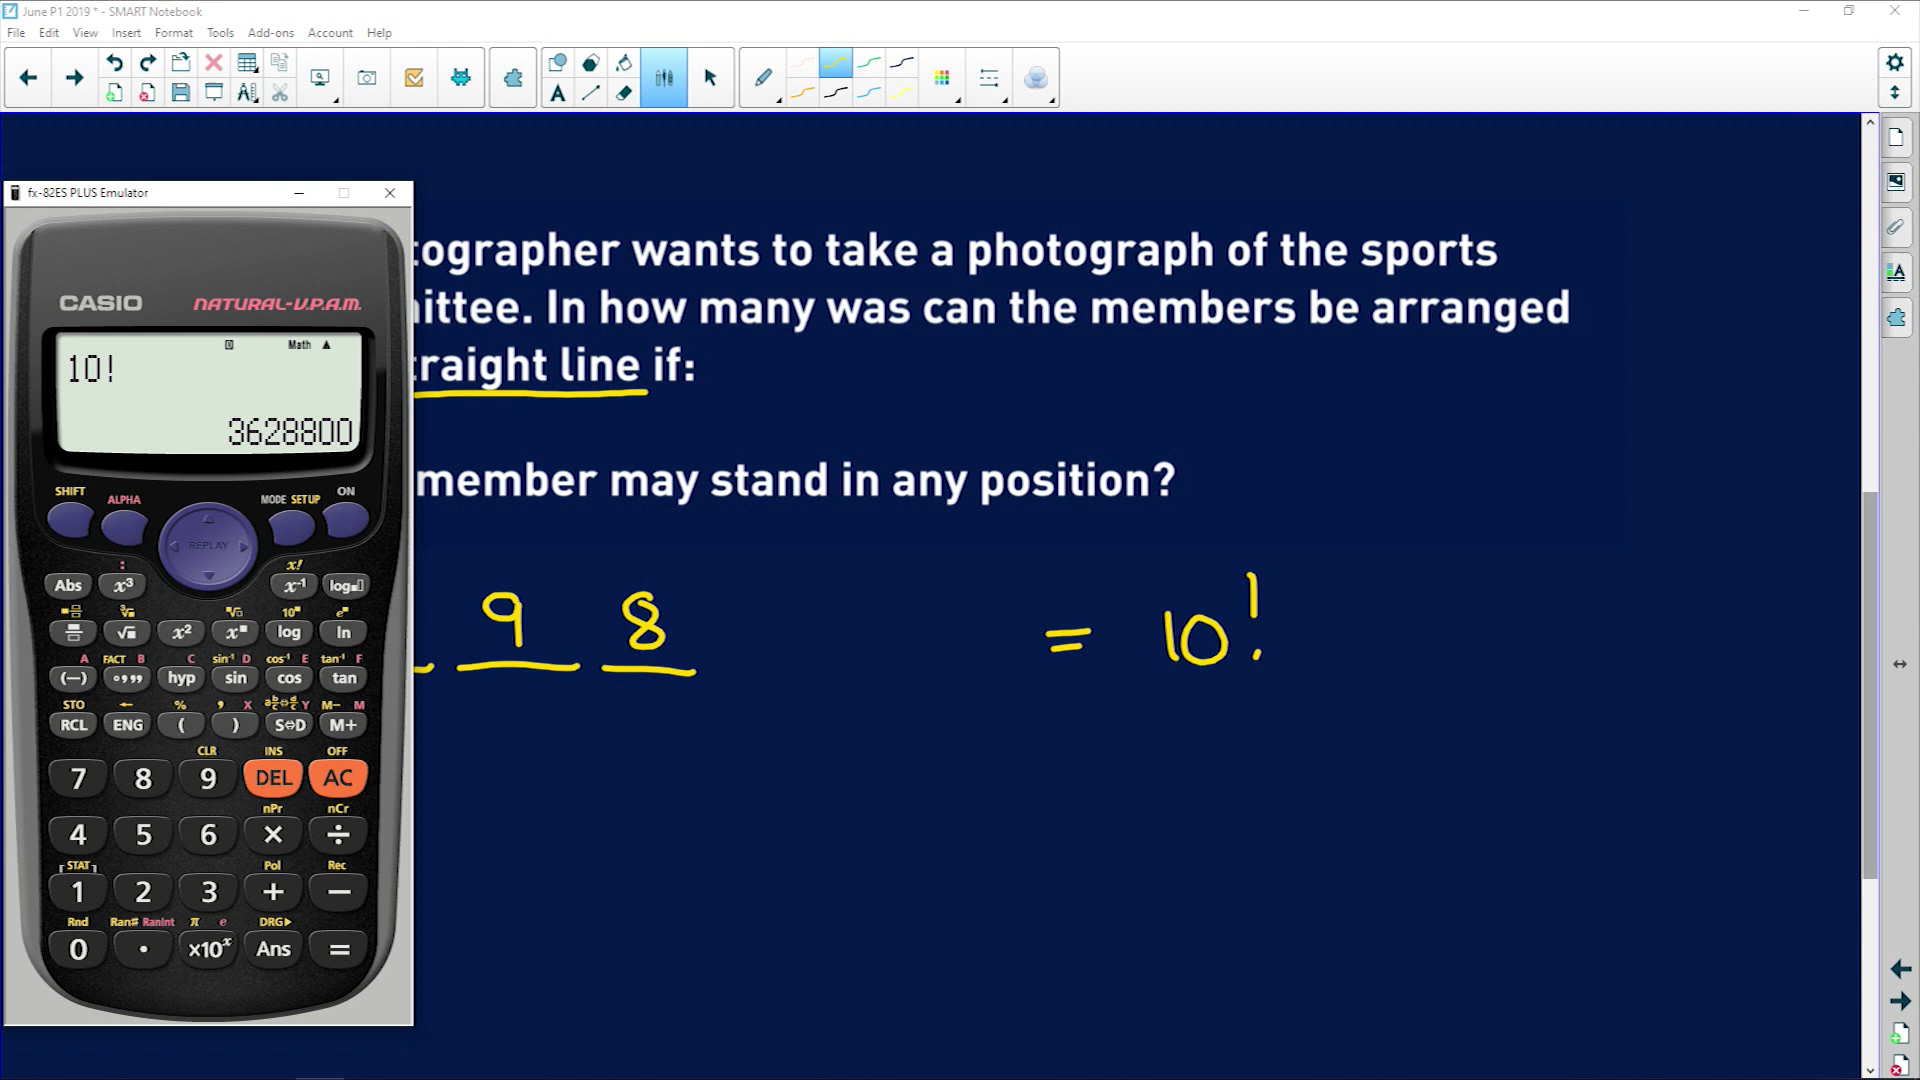 June P1 2019 * - SMART Notebook
File Edit View Insert Format Tools Add-ons Account Help
fx-82ES PLUS Emulator
tographer wants to take a photograph of the sports
ittee. In how many was can the members be arranged
traight line if:
member may stand in any position?
9 8 = 10!
CASIO NATURAL-V.P.A.M.
D Math ▲
10!
3628800
SHIFT ALPHA MODE SETUP ON
REPLAY
: x!
Abs x³ x⁻¹ log
³√ ˣ√ 10ˣ eˣ
√ x² x log ln
A FACT B C sin⁻¹ D cos⁻¹ E tan⁻¹ F
(−) °,,, hyp sin cos tan
STO ← % , X a b/c⇔d/c Y M− M
RCL ENG ( ) S⇔D M+
CLR INS OFF
7 8 9 DEL AC
nPr nCr
4 5 6 × ÷
STAT Pol Rec
1 2 3 + −
Rnd Ran# RanInt π e DRG▶
0 . ×10ˣ Ans =